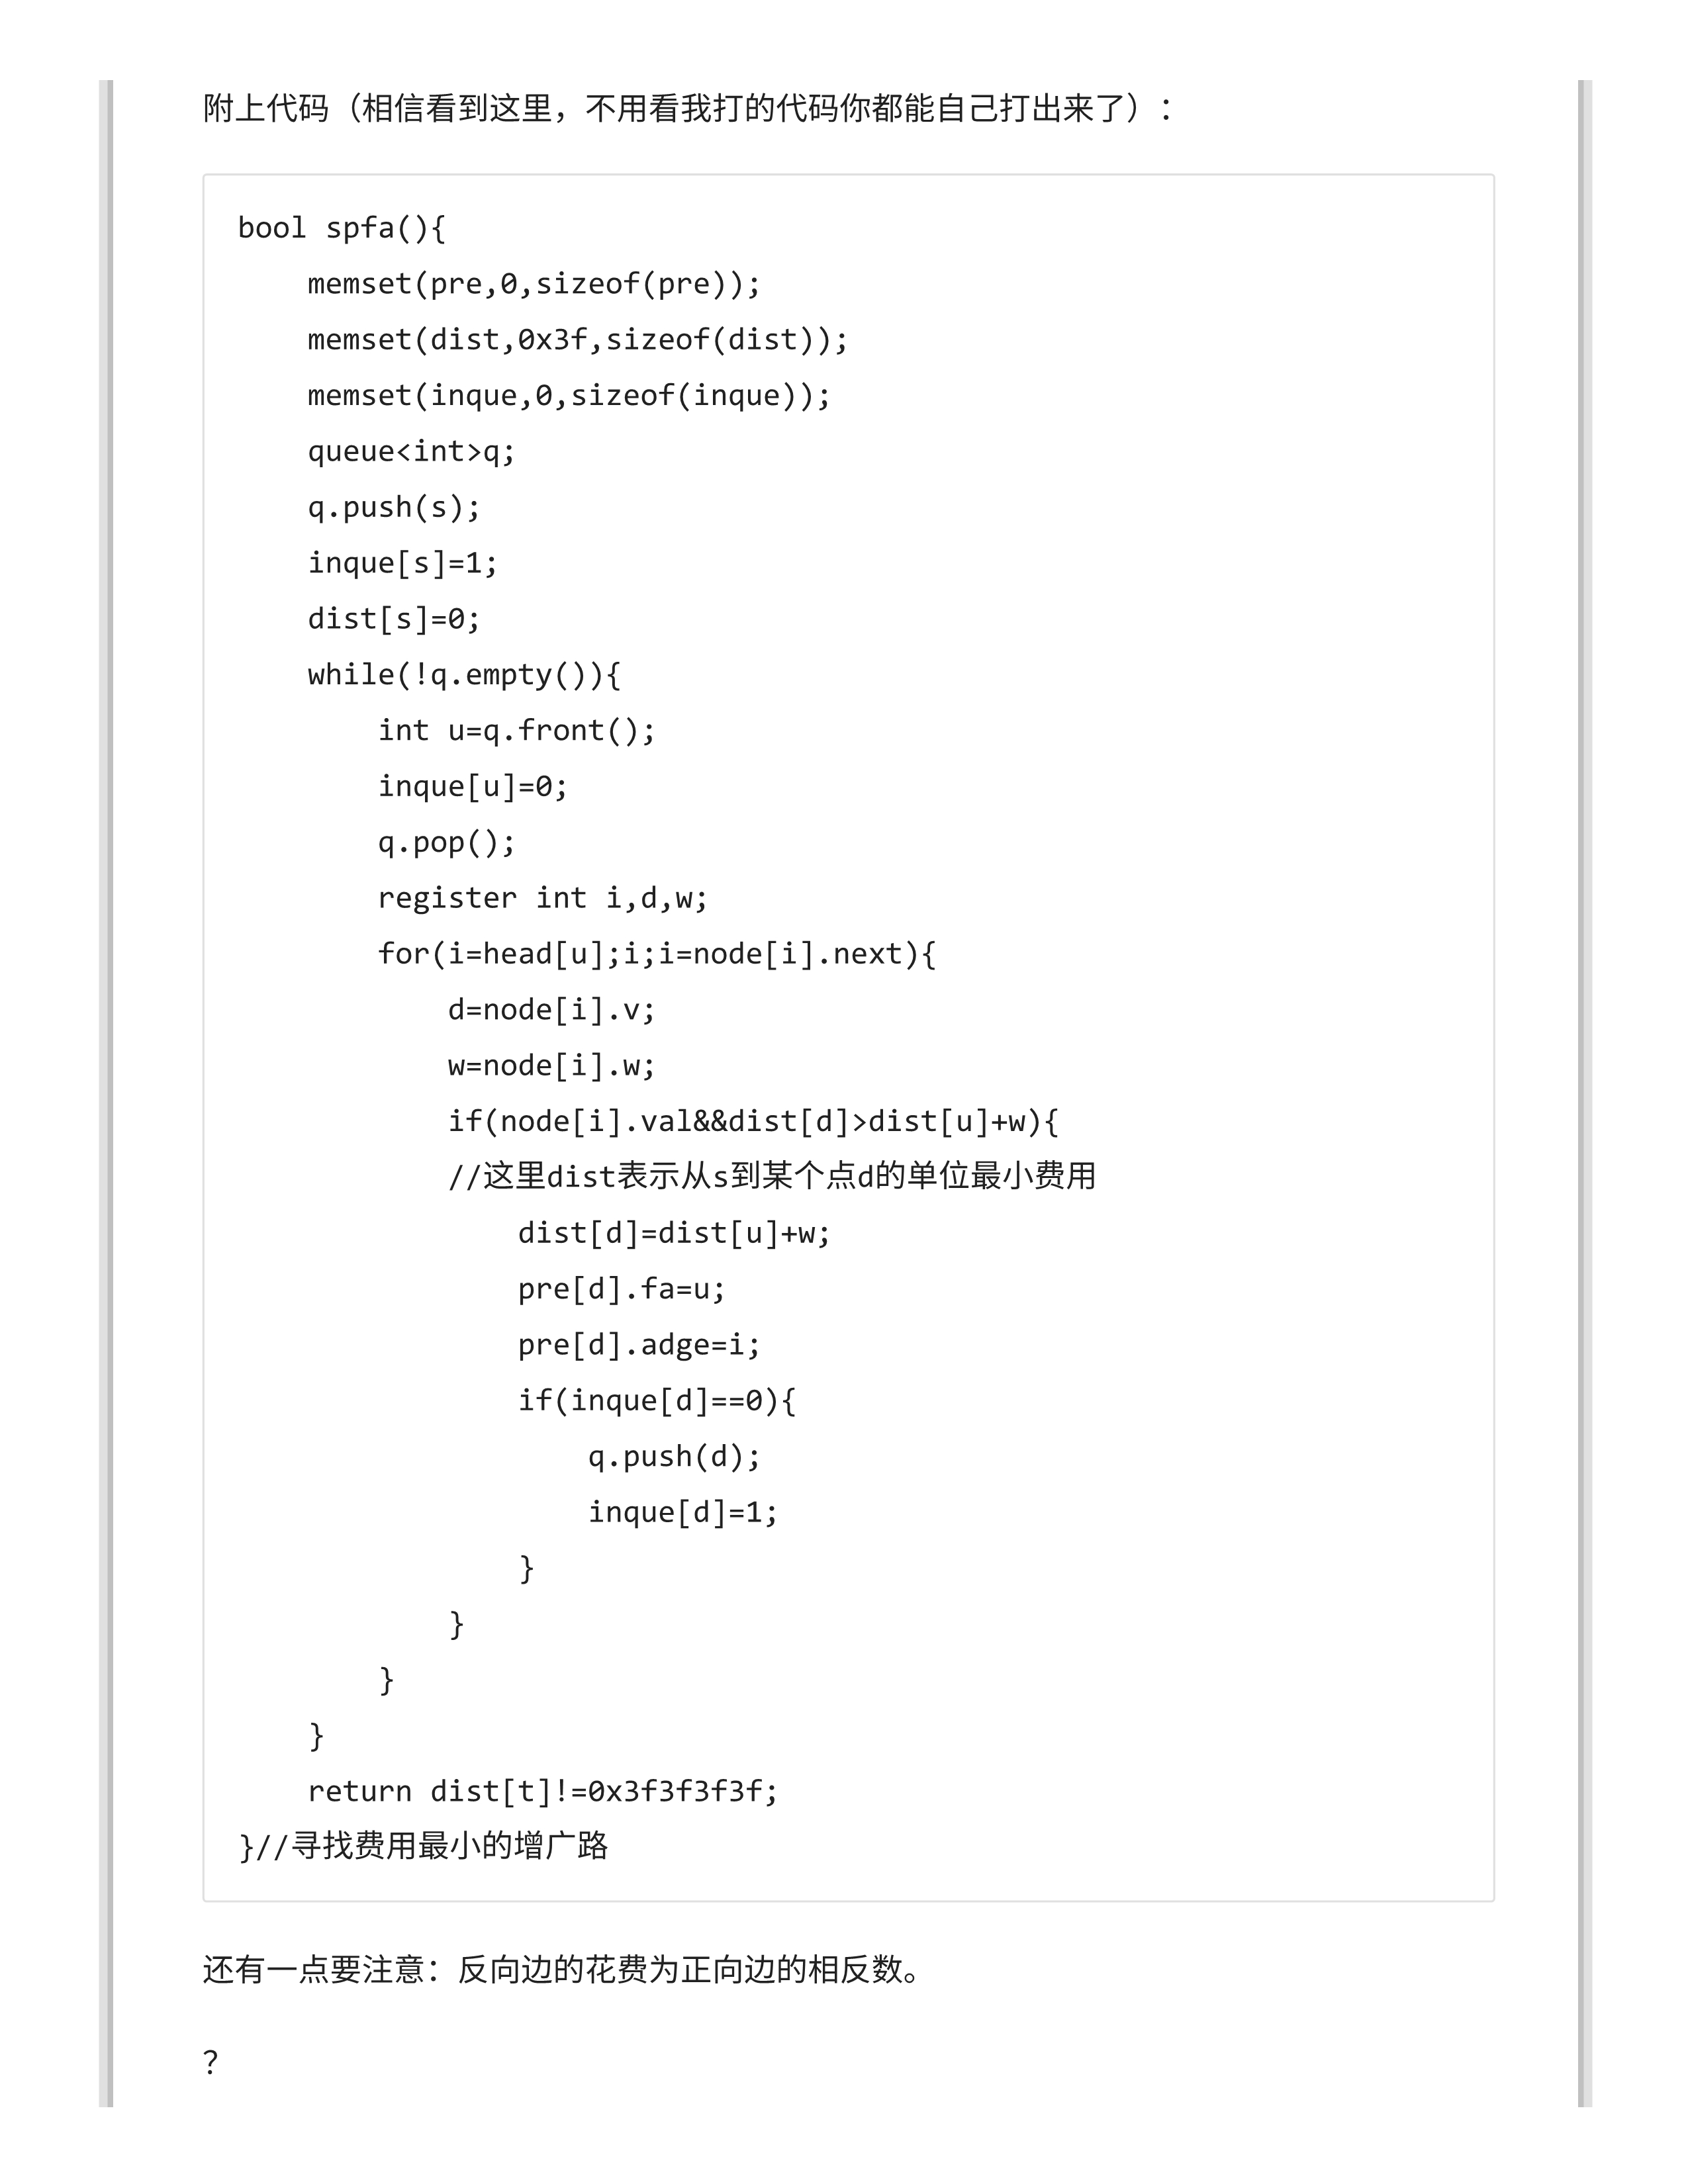 附上代码（相信看到这里，不用看我打的代码你都能自己打出来了）：
bool spfa(){
    memset(pre,0,sizeof(pre));
    memset(dist,0x3f,sizeof(dist));
    memset(inque,0,sizeof(inque));
    queue<int>q;
    q.push(s);
    inque[s]=1;
    dist[s]=0;
    while(!q.empty()){
        int u=q.front();
        inque[u]=0;
        q.pop();
        register int i,d,w;
        for(i=head[u];i;i=node[i].next){
            d=node[i].v;
            w=node[i].w;
            if(node[i].val&&dist[d]>dist[u]+w){
            //这里dist表示从s到某个点d的单位最小费用
                dist[d]=dist[u]+w;
                pre[d].fa=u;
                pre[d].adge=i;
                if(inque[d]==0){
                    q.push(d);
                    inque[d]=1;
                }
            }
        }
    }
    return dist[t]!=0x3f3f3f3f;
}//寻找费用最小的增广路
还有一点要注意：反向边的花费为正向边的相反数。
？